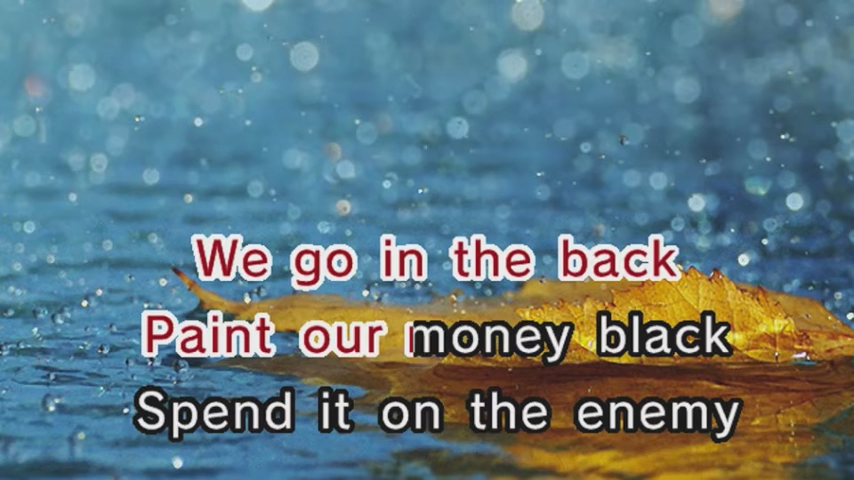 We go in the back
Paint our money black
Spend it on the enemy